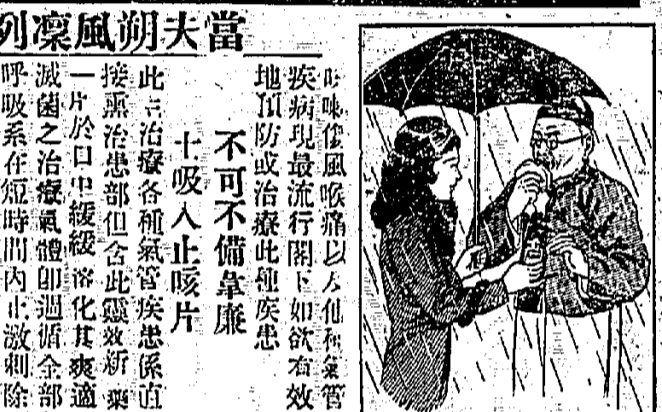 當夫朔風凜列
咳嗽傷風喉痛以及他種氣管
疾病現最流行閣下如欲有效
地預防或治療此種疾患
不可不備韋廉
士吸入止咳片
此片治療各種氣管疾患係直
接熏治患部但含此靈效新藥
一片於口中緩緩溶化其爽適
滅菌之治療氣體即週循全部
呼吸系在短時間內止激刺除